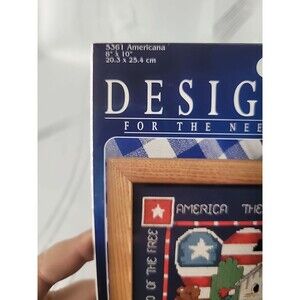 5361 Americana
8" x 10"
20.3 x 25.4 cm
DESIG
FOR THE NEE
AMERICA THE
D OF THE FREE